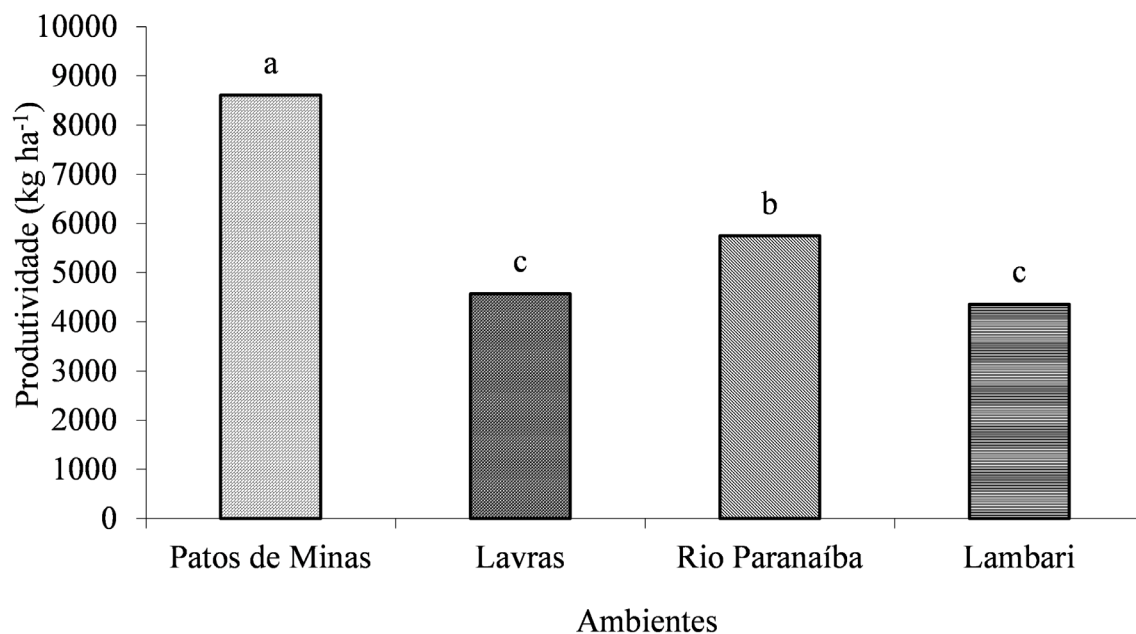 Produtividade (kg ha⁻¹)
10000
9000
8000
7000
6000
5000
4000
3000
2000
1000
0
a
c
b
c
Patos de Minas
Lavras
Rio Paranaíba
Lambari
Ambientes